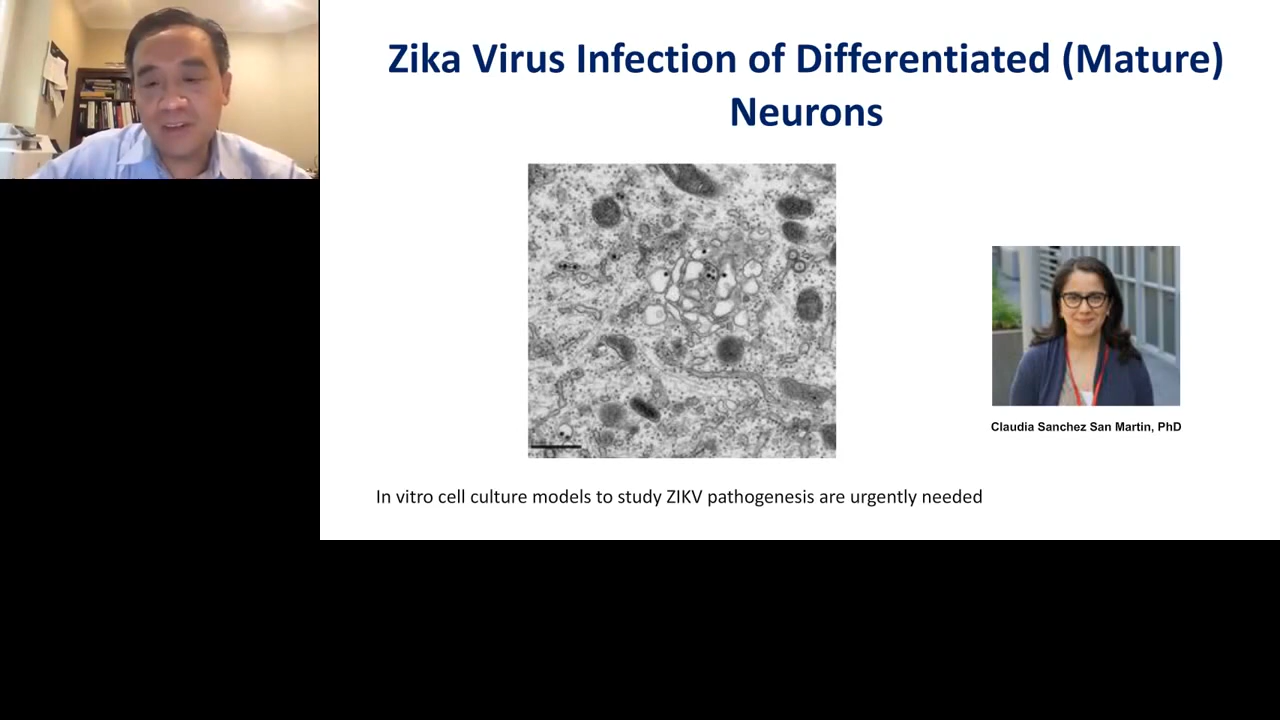 Zika Virus Infection of Differentiated (Mature)
Neurons
Claudia Sanchez San Martin, PhD
In vitro cell culture models to study ZIKV pathogenesis are urgently needed